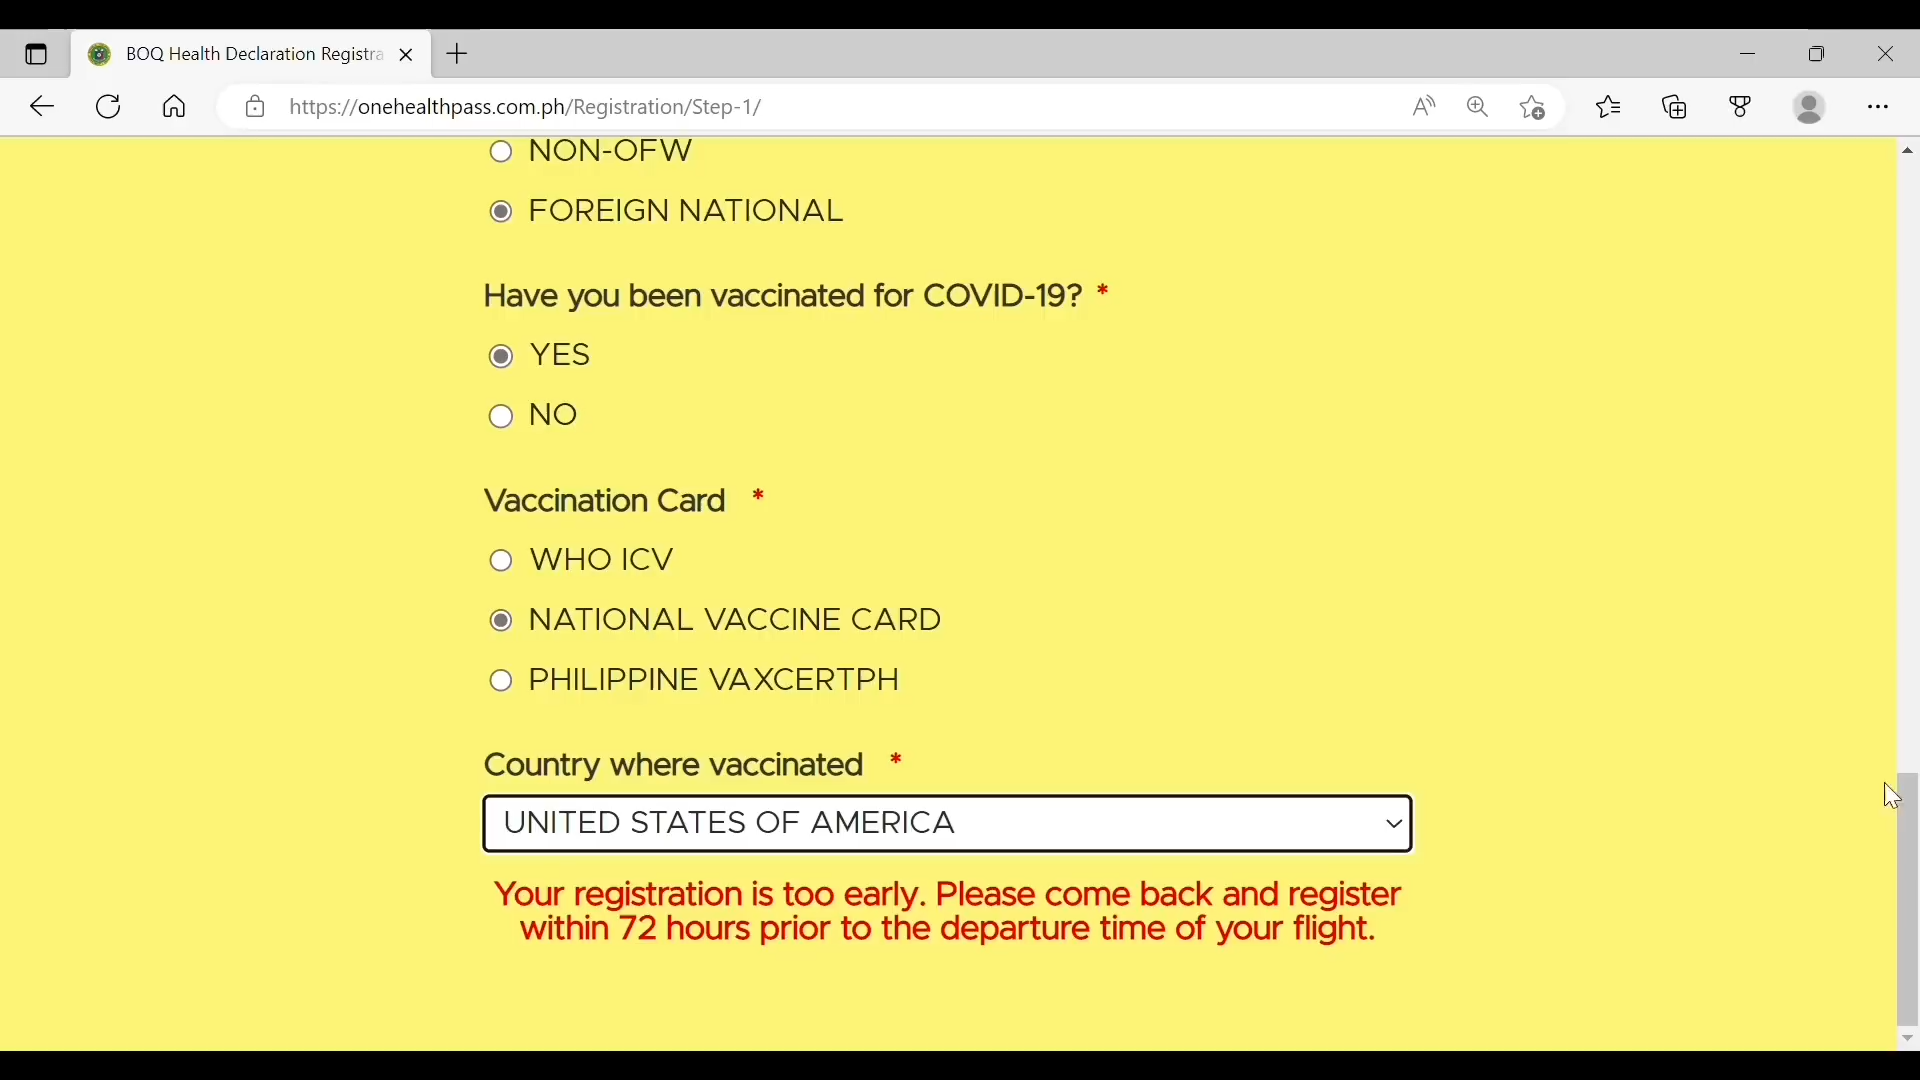 BOQ Health Declaration Registra
https://onehealthpass.com.ph/Registration/Step-1/
NON-OFW
FOREIGN NATIONAL
Have you been vaccinated for COVID-19? *
YES
NO
Vaccination Card *
WHO ICV
NATIONAL VACCINE CARD
PHILIPPINE VAXCERTPH
Country where vaccinated *
UNITED STATES OF AMERICA
Your registration is too early. Please come back and register
within 72 hours prior to the departure time of your flight.